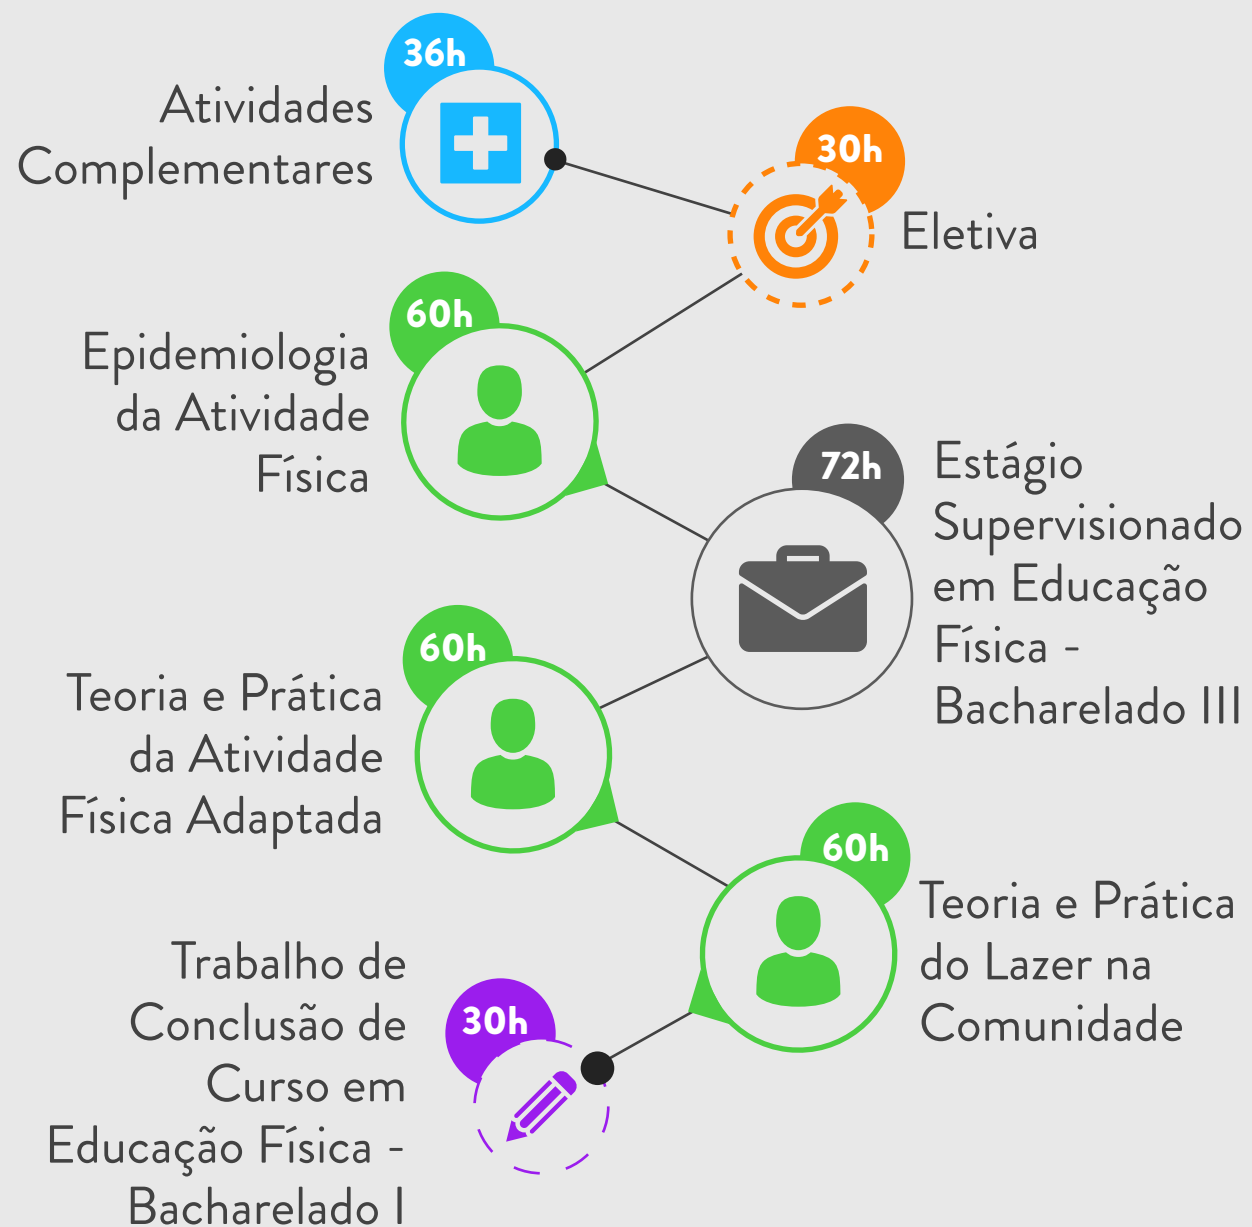 36h
Atividades
Complementares
30h
Eletiva
60h
Epidemiologia
da Atividade
Física
72h
Estágio
Supervisionado
em Educação
Física -
Bacharelado III
60h
Teoria e Prática
da Atividade
Física Adaptada
60h
Teoria e Prática
do Lazer na
Comunidade
30h
Trabalho de
Conclusão de
Curso em
Educação Física -
Bacharelado I